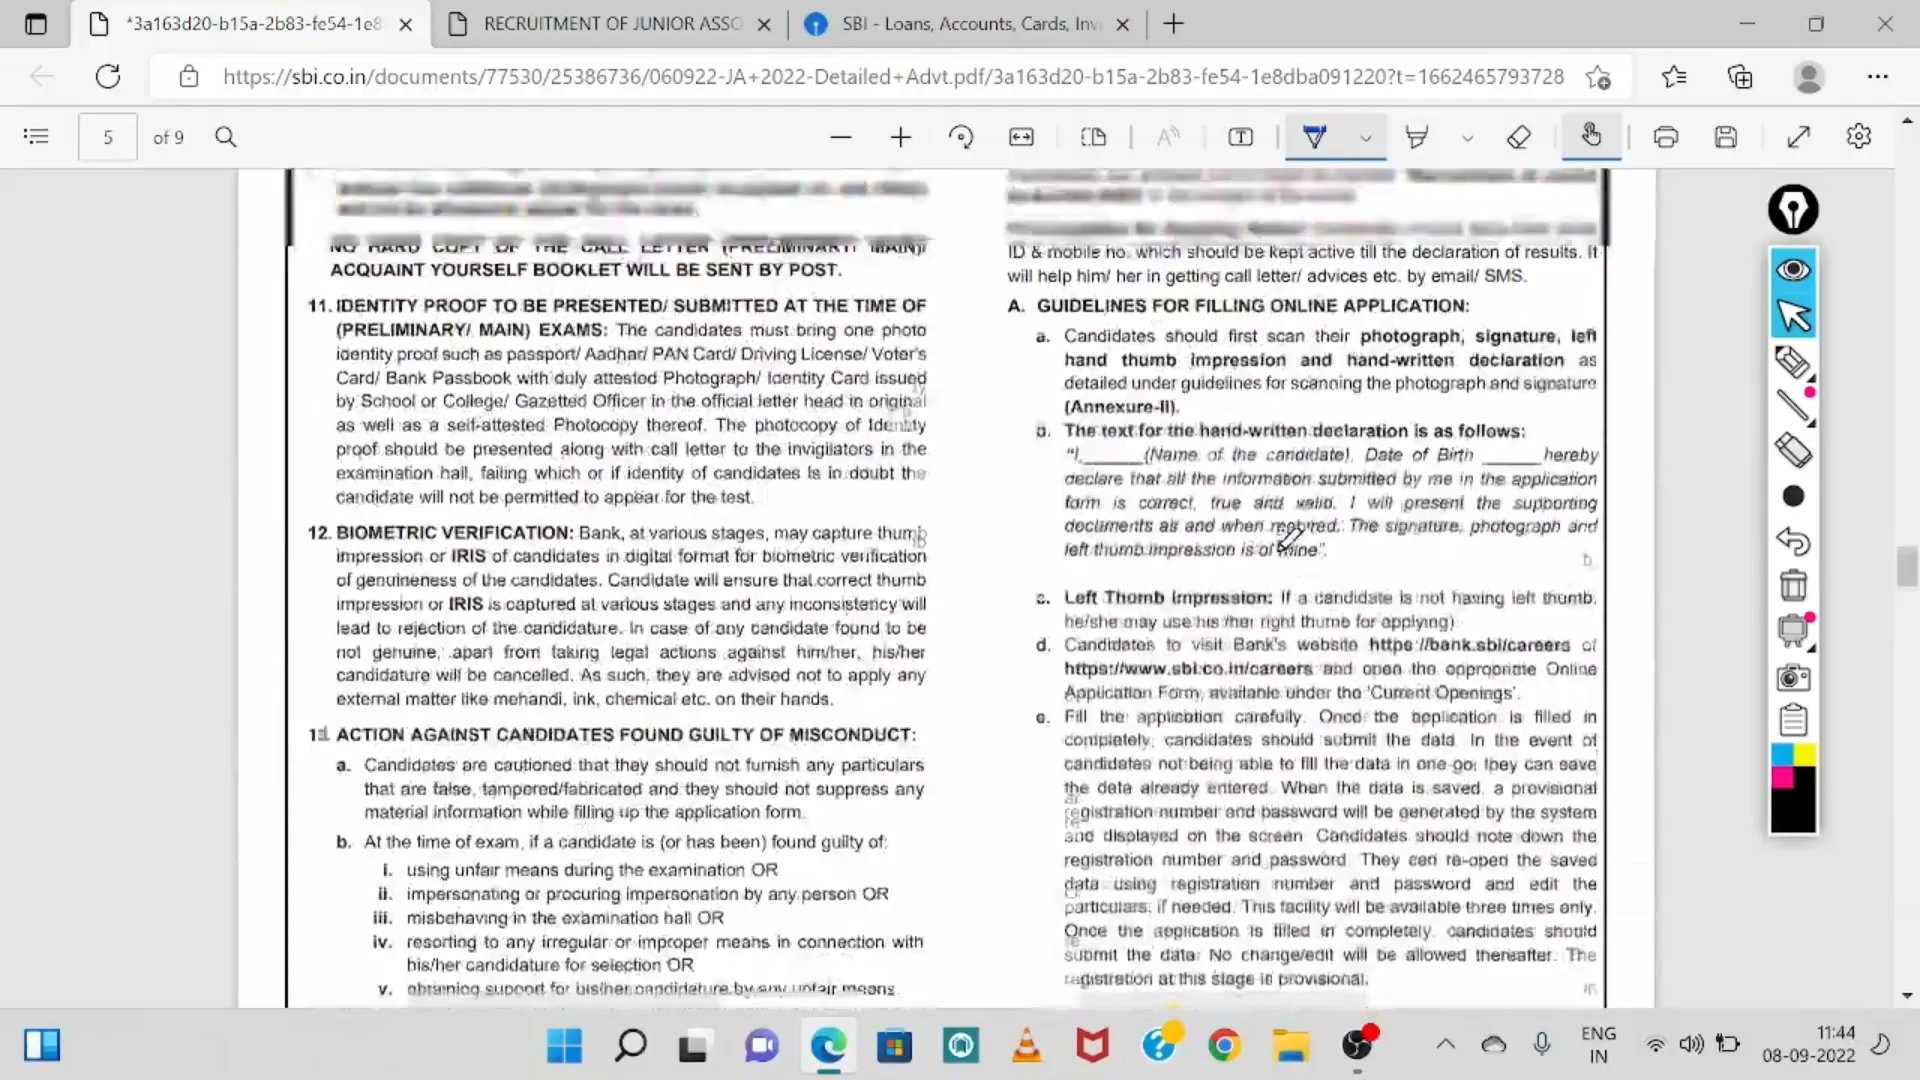 *3a163d20-b15a-2b83-fe54-1e8
RECRUITMENT OF JUNIOR ASSO
SBI - Loans, Accounts, Cards, Inv
https://sbi.co.in/documents/77530/25386736/060922-JA+2022-Detailed+Advt.pdf/3a163d20-b15a-2b83-fe54-1e8dba091220?t=1662465793728
5 of 9
NO HARD COPY OF THE CALL LETTER (PRELIMINARY/ MAIN)/
ACQUAINT YOURSELF BOOKLET WILL BE SENT BY POST.
11. IDENTITY PROOF TO BE PRESENTED/ SUBMITTED AT THE TIME OF
(PRELIMINARY/ MAIN) EXAMS: The candidates must bring one photo
identity proof such as passport/ Aadhar/ PAN Card/ Driving License/ Voter's
Card/ Bank Passbook with duly attested Photograph/ Identity Card issued
by School or College/ Gazetted Officer in the official letter head in original
as well as a self-attested Photocopy thereof. The photocopy of Identity
proof should be presented along with call letter to the invigilators in the
examination hall, failing which or if identity of candidates is in doubt the
candidate will not be permitted to appear for the test.
12. BIOMETRIC VERIFICATION: Bank, at various stages, may capture thumb
impression or IRIS of candidates in digital format for biometric verification
of genuineness of the candidates. Candidate will ensure that correct thumb
impression or IRIS is captured at various stages and any inconsistency will
lead to rejection of the candidature. In case of any candidate found to be
not genuine, apart from taking legal actions against him/her, his/her
candidature will be cancelled. As such, they are advised not to apply any
external matter like mehandi, ink, chemical etc. on their hands.
ACTION AGAINST CANDIDATES FOUND GUILTY OF MISCONDUCT:
a. Candidates are cautioned that they should not furnish any particulars
that are false, tampered/fabricated and they should not suppress any
material information while filling up the application form.
b. At the time of exam, if a candidate is (or has been) found guilty of:
i. using unfair means during the examination OR
ii. impersonating or procuring impersonation by any person OR
iii. misbehaving in the examination hall OR
iv. resorting to any irregular or improper means in connection with
his/her candidature for selection OR
v. obtaining support for his/her candidature by any unfair means
ID & mobile no. which should be kept active till the declaration of results. It
will help him/ her in getting call letter/ advices etc. by email/ SMS.
A. GUIDELINES FOR FILLING ONLINE APPLICATION:
a. Candidates should first scan their photograph, signature, left
hand thumb impression and hand-written declaration as
detailed under guidelines for scanning the photograph and signature
(Annexure-II).
b. The text for the hand-written declaration is as follows:
"I,______(Name of the candidate), Date of Birth ______hereby
declare that all the information submitted by me in the application
form is correct, true and valid. I will present the supporting
documents as and when required. The signature, photograph and
left thumb impression is of mine".
c. Left Thomb Impression: If a candidate is not having left thumb,
he/she may use his /her right thumb for applying)
d. Candidates to visit Bank's website https://bank.sbi/careers of
https://www.sbi.co.in/careers and open the appropriate Online
Application Form, available under the 'Current Openings'.
e. Fill the application carefully. Once the application is filled in
completely, candidates should submit the data. In the event of
candidates not being able to fill the data in one go, they can save
the data already entered. When the data is saved, a provisional
registration number and password will be generated by the system
and displayed on the screen. Candidates should note down the
registration number and password. They can re-open the saved
data using registration number and password and edit the
particulars, if needed. This facility will be available three times only.
Once the application is filled in completely, candidates should
submit the data. No change/edit will be allowed thereafter. The
registration at this stage is provisional.
ENG
IN
11:44
08-09-2022